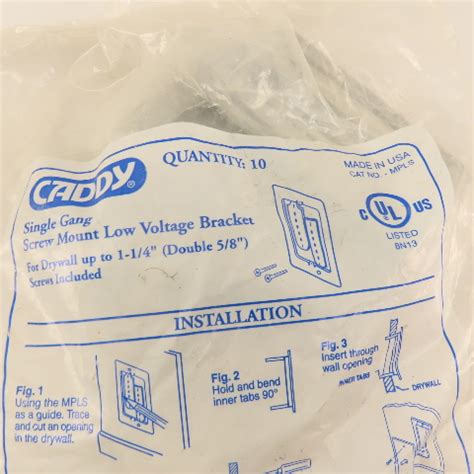 CADDY®
QUANTITY: 10
MADE IN USA
CAT NO. - MPLS
Single Gang
Screw Mount Low Voltage Bracket
For Drywall up to 1-1/4" (Double 5/8")
Screws Included
C UL US
LISTED
8N13
INSTALLATION
Fig. 1
Using the MPLS
as a guide. Trace
and cut an opening
in the drywall.
Fig. 2
Hold and bend
inner tabs 90°
Fig. 3
Insert through
wall opening
INNER TABS
DRYWALL